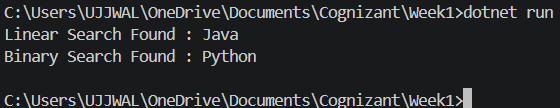 C:\Users\UJJWAL\OneDrive\Documents\Cognizant\Week1>dotnet run
Linear Search Found : Java
Binary Search Found : Python
C:\Users\UJJWAL\OneDrive\Documents\Cognizant\Week1>